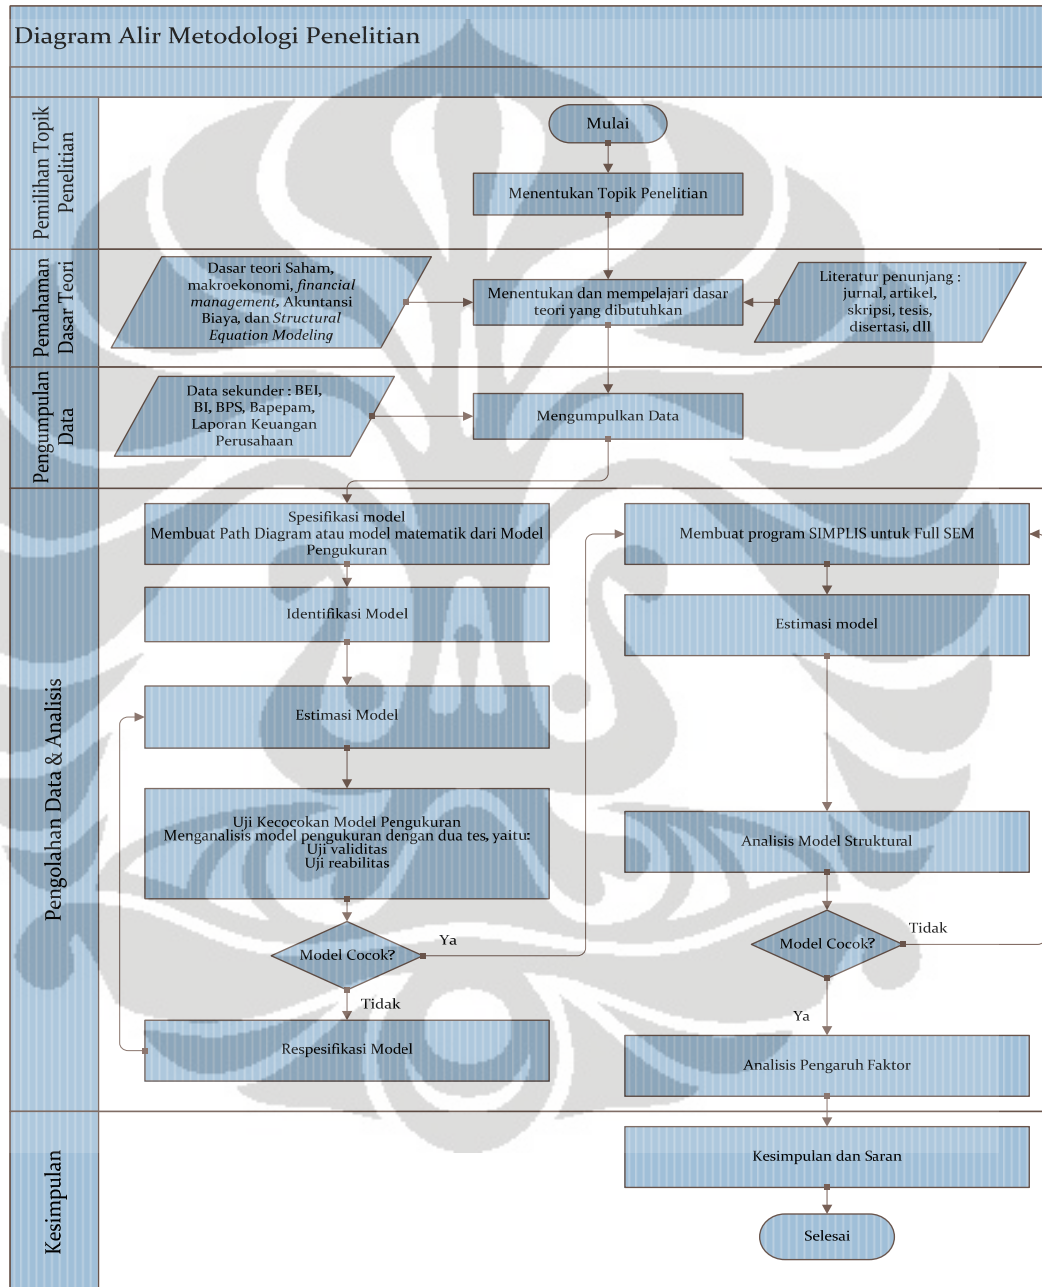 Diagram Alir Metodologi Penelitian
Pemilihan Topik
Penelitian
Mulai
Menentukan Topik Penelitian
Pemahaman
Dasar Teori
Dasar teori Saham,
makroekonomi, financial
management, Akuntansi
Biaya, dan Structural
Equation Modeling
Menentukan dan mempelajari dasar
teori yang dibutuhkan
Literatur penunjang :
jurnal, artikel,
skripsi, tesis,
disertasi, dll
Pengumpulan
Data
Data sekunder : BEI,
BI, BPS, Bapepam,
Laporan Keuangan
Perusahaan
Mengumpulkan Data
Pengolahan Data & Analisis
Spesifikasi model
Membuat Path Diagram atau model matematik dari Model
Pengukuran
Identifikasi Model
Estimasi Model
Uji Kecocokan Model Pengukuran
Menganalisis model pengukuran dengan dua tes, yaitu:
Uji validitas
Uji reabilitas
Model Cocok?
Ya
Tidak
Respesifikasi Model
Membuat program SIMPLIS untuk Full SEM
Estimasi model
Analisis Model Struktural
Model Cocok?
Tidak
Ya
Analisis Pengaruh Faktor
Kesimpulan
Kesimpulan dan Saran
Selesai